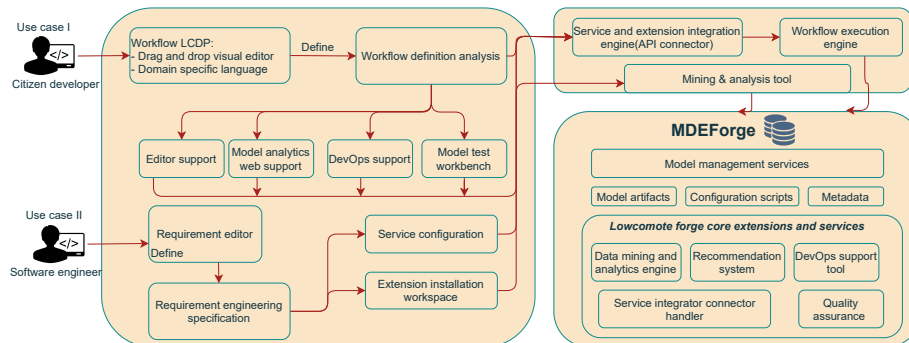 Use case I
Citizen developer
Workflow LCDP:
- Drag and drop visual editor
- Domain specific language
Define
Workflow definition analysis
Editor support
Model analytics
web support
DevOps support
Model test
workbench
Use case II
Software engineer
Requirement editor
Define
Requirement engineering
specification
Service configuration
Extension installation
workspace
Service and extension integration
engine(API connector)
Workflow execution
engine
Mining & analysis tool
MDEForge
Model management services
Model artifacts
Configuration scripts
Metadata
Lowcomote forge core extensions and services
Data mining and
analytics engine
Recommendation
system
DevOps support
tool
Service integrator connector
handler
Quality
assurance